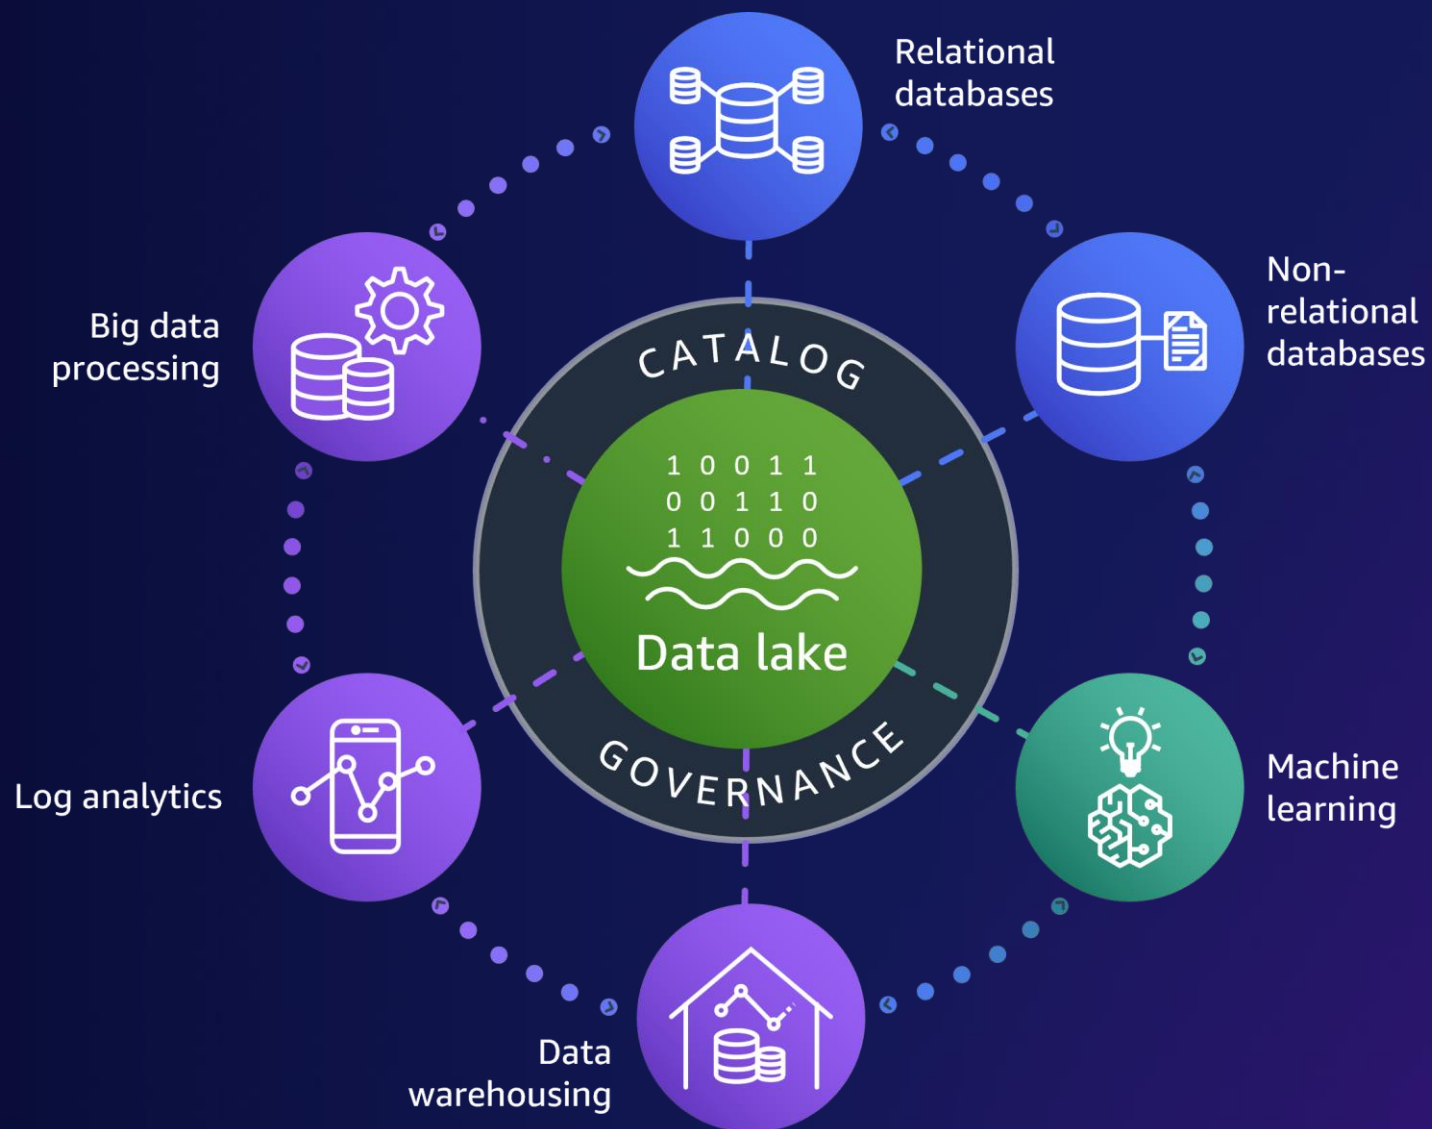 Relational
databases
Non-
relational
databases
Big data
processing
CATALOG
1 0 0 1 1
0 0 1 1 0
1 1 0 0 0
Data lake
GOVERNANCE
Machine
learning
Log analytics
Data
warehousing